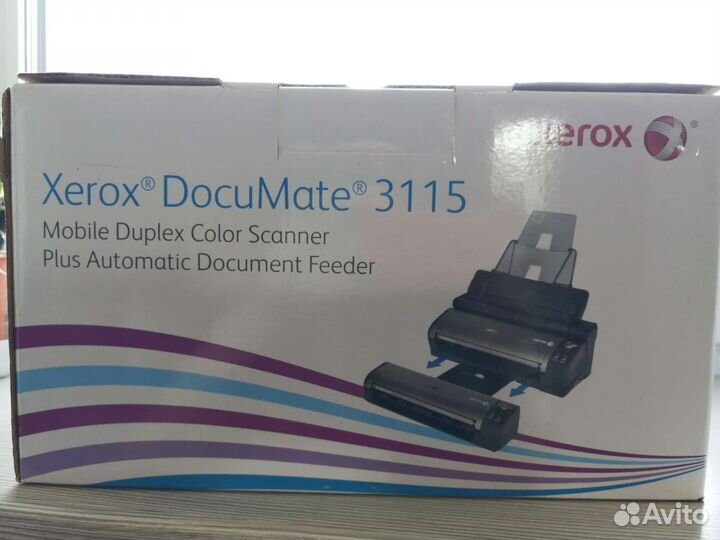 xerox ®
Xerox® DocuMate® 3115
Mobile Duplex Color Scanner
Plus Automatic Document Feeder
Avito